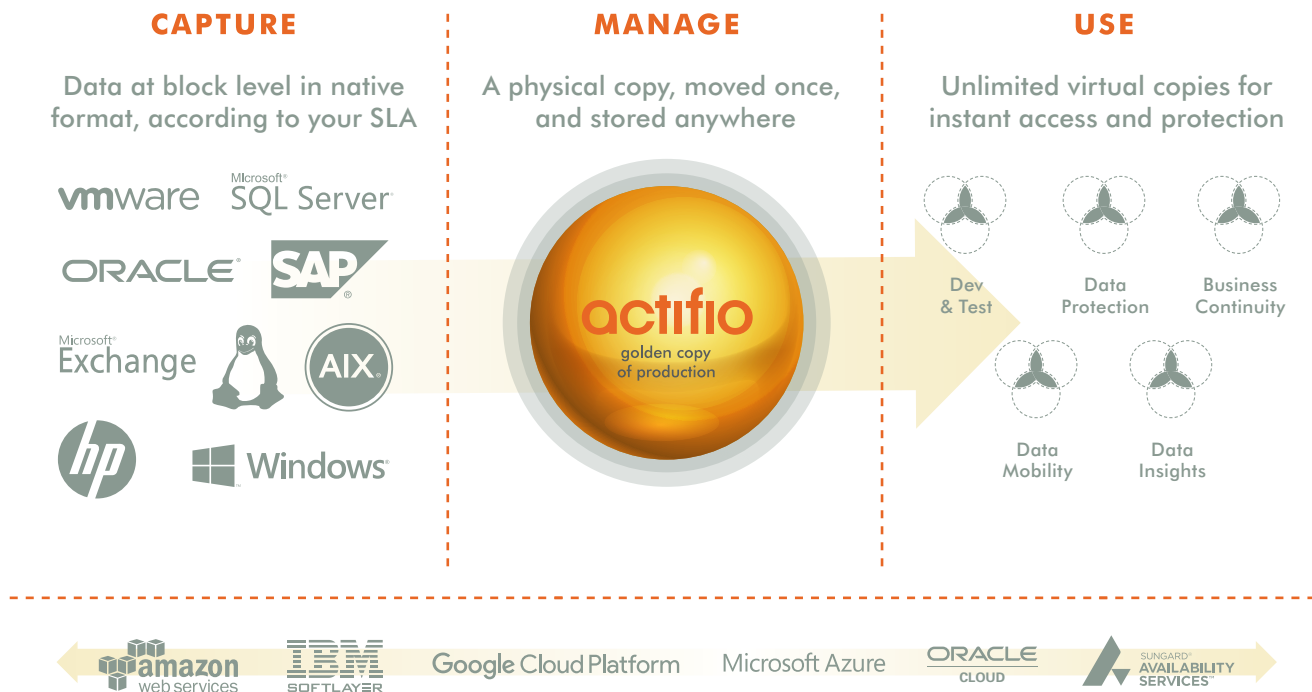 CAPTURE
Data at block level in native
format, according to your SLA
vmware
Microsoft®
SQL Server®
ORACLE®
SAP®
Microsoft®
Exchange
AIX®
hp
Windows®
MANAGE
A physical copy, moved once,
and stored anywhere
actifio
golden copy
of production
USE
Unlimited virtual copies for
instant access and protection
Dev
& Test
Data
Protection
Business
Continuity
Data
Mobility
Data
Insights
amazon
web services
IBM
SOFTLAYER
Google Cloud Platform
Microsoft Azure
ORACLE
CLOUD
SUNGARD®
AVAILABILITY
SERVICES™